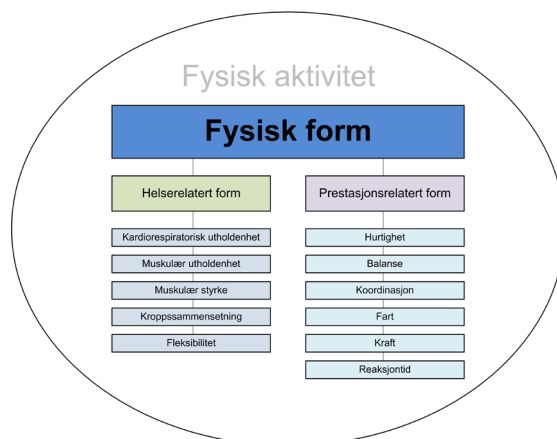 Fysisk aktivitet
Fysisk form
Helserelatert form
Prestasjonsrelatert form
Kardiorespiratorisk utholdenhet
Muskulær utholdenhet
Muskulær styrke
Kroppssammensetning
Fleksibilitet
Hurtighet
Balanse
Koordinasjon
Fart
Kraft
Reaksjontid